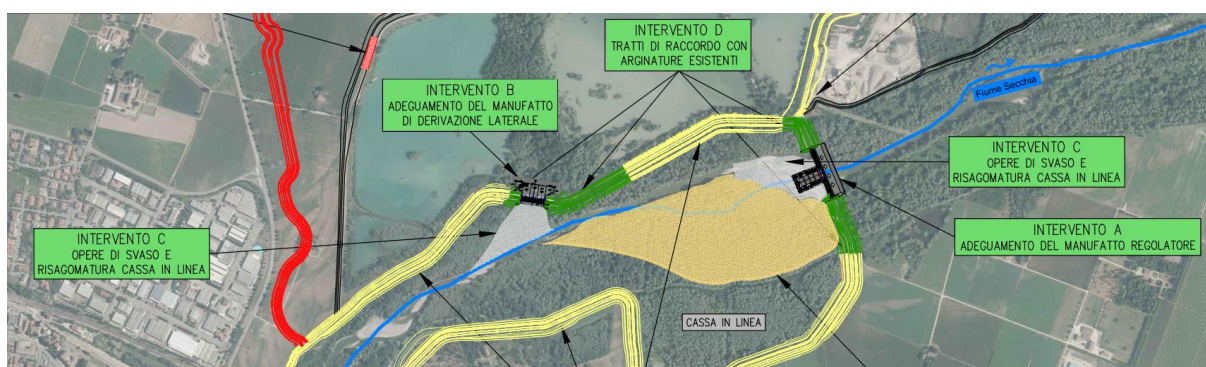 INTERVENTO D
TRATTI DI RACCORDO CON
ARGINATURE ESISTENTI
INTERVENTO B
ADEGUAMENTO DEL MANUFATTO
DI DERIVAZIONE LATERALE
Fiume Secchia
INTERVENTO C
OPERE DI SVASO E
RISAGOMATURA CASSA IN LINEA
INTERVENTO C
OPERE DI SVASO E
RISAGOMATURA CASSA IN LINEA
INTERVENTO A
ADEGUAMENTO DEL MANUFATTO REGOLATORE
CASSA IN LINEA